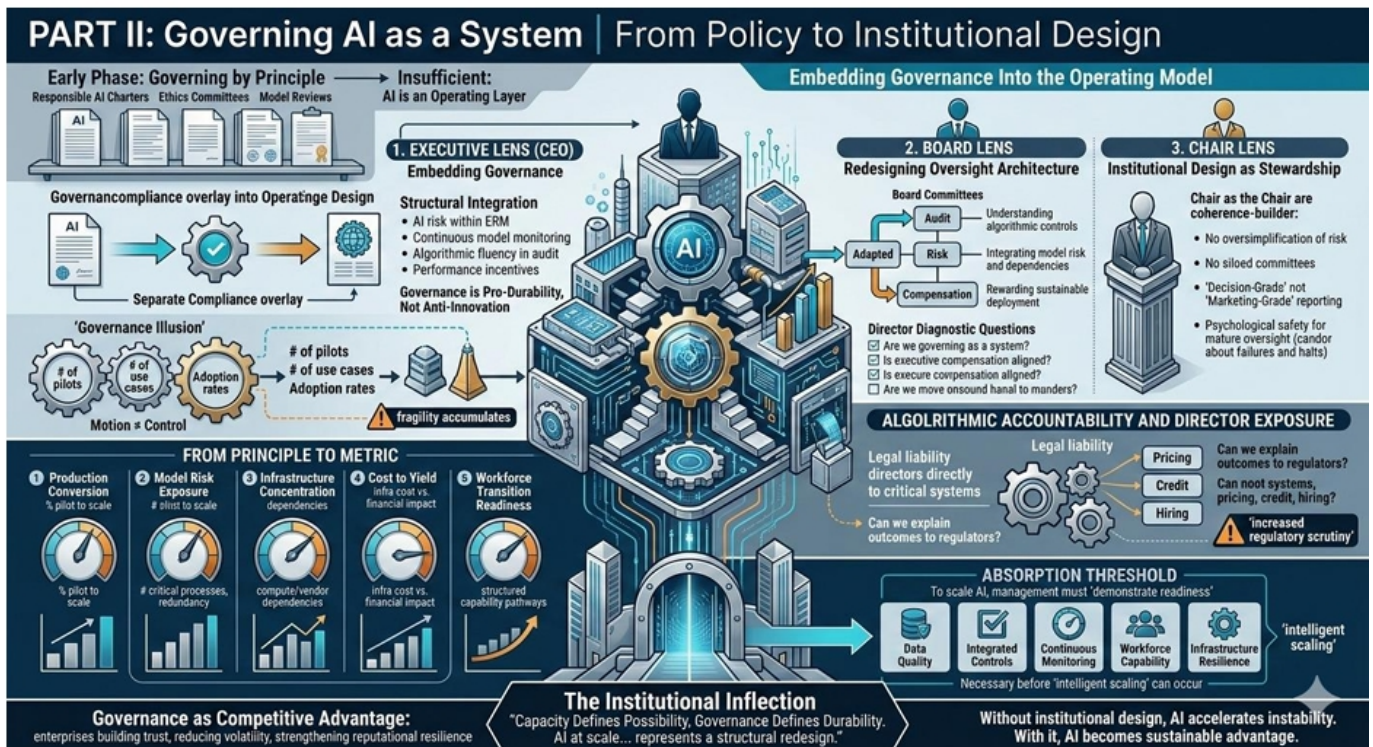 PART II: Governing AI as a System | From Policy to Institutional Design
Early Phase: Governing by Principle
Responsible AI Charters Ethics Committees Model Reviews
Insufficient:
AI is an Operating Layer
AI
Governancompliance overlay into Operatinge Design
AI
Separate Compliance overlay
'Governance Illusion'
# of pilots
# of use cases
Adoption rates
Motion ≠ Control
# of pilots
# of use cases
Adoption rates
fragility accumulates
1. EXECUTIVE LENS (CEO)
Embedding Governance
Structural Integration
• AI risk within ERM
• Continuous model monitoring
• Algorithmic fluency in audit
• Performance incentives
Governance is Pro-Durability,
Not Anti-Innovation
AI
Embedding Governance Into the Operating Model
2. BOARD LENS
Redesigning Oversight Architecture
Board Committees
Adapted
Audit
Understanding
algorithmic controls
Risk
Integrating model risk
and dependencies
Compensation
Rewarding sustainable
deployment
Director Diagnostic Questions
Are we governing as a system?
Is executive compensation aligned?
Is execure compensation allgned?
Are we move onsound hanal to munders?
3. CHAIR LENS
Institutional Design as Stewardship
Chair as the Chair are
coherence-builder:
• No oversimplification of risk
• No siloed committees
• 'Decision-Grade' not
'Marketing-Grade' reporting
• Psychological safety for
mature oversight (candor
about failures and halts)
ALGOLRITHMIC ACCOUNTABILITY AND DIRECTOR EXPOSURE
Legal liability
directors directly
to critical systems
Can we explain
outcomes to regulators?
Legal liability
Pricing
Credit
Hiring
Can we explain
outcomes to regulators?
Can noot systems,
pricing, credit, hiring?
'increased
regulatory scrutiny'
FROM PRINCIPLE TO METRIC
1 Production
Conversion
% pilot to scale
% pilot to
scale
2 Model Risk
Exposure
to scale
# critical processes,
redundancy
3 Infrastructure
Concentration
dependencies
compute/vendor
dependencies
4 Cost to Yield
infra cost vs.
financial impact
infra cost vs.
financial impact
5 Workforce
Transition
Readiness
structured
capability pathways
ABSORPTION THRESHOLD
To scale AI, management must 'demonstrate readiness'
Data
Quality
Integrated
Controls
Continuous
Monitoring
Workforce
Capability
Infrastructure
Resilience
'intelligent
scaling'
Necessary before 'intelligent scaling' can occur
Governance as Competitive Advantage:
enterprises building trust, reducing volatility, strengthening reputational resilience
The Institutional Inflection
"Capacity Defines Possibility, Governance Defines Durability.
AI at scale... represents a structural redesign."
Without institutional design, AI accelerates instability.
With it, AI becomes sustainable advantage.